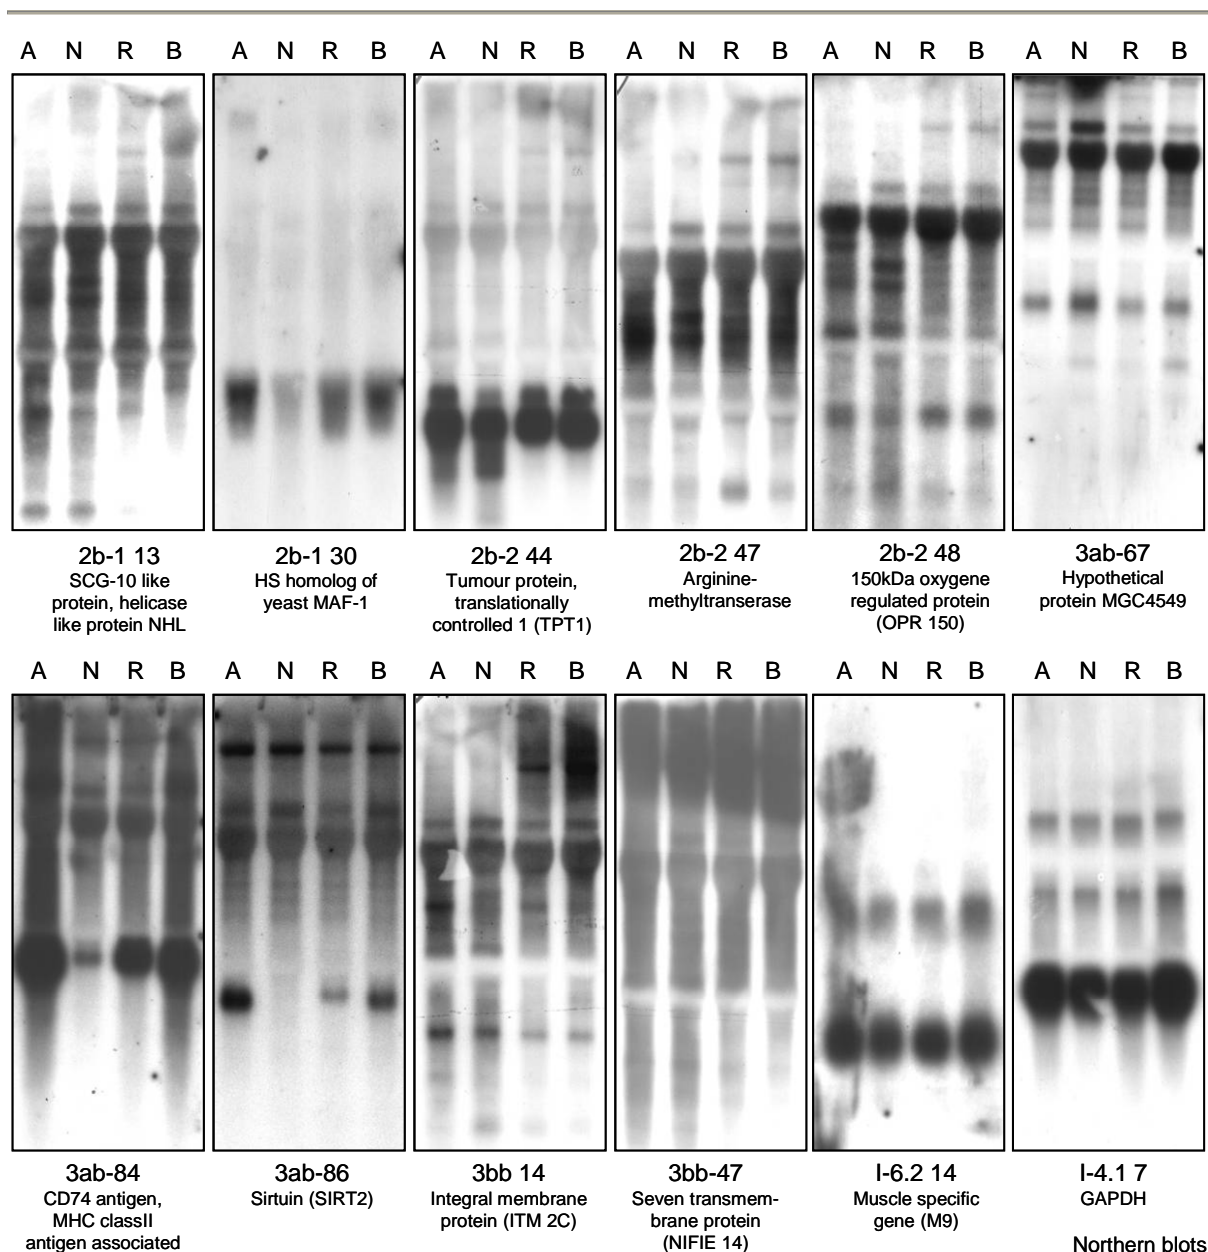 A N R B A N R B A N R B A N R B A N R B A N R B
2b-1 13
SCG-10 like
protein, helicase
like protein NHL
2b-1 30
HS homolog of
yeast MAF-1
2b-2 44
Tumour protein,
translationally
controlled 1 (TPT1)
2b-2 47
Arginine-
methyltranserase
2b-2 48
150kDa oxygene
regulated protein
(OPR 150)
3ab-67
Hypothetical
protein MGC4549
A N R B A N R B A N R B A N R B A N R B A N R B
3ab-84
CD74 antigen,
MHC classII
antigen associated
3ab-86
Sirtuin (SIRT2)
3bb 14
Integral membrane
protein (ITM 2C)
3bb-47
Seven transmem-
brane protein
(NIFIE 14)
I-6.2 14
Muscle specific
gene (M9)
I-4.1 7
GAPDH
Northern blots